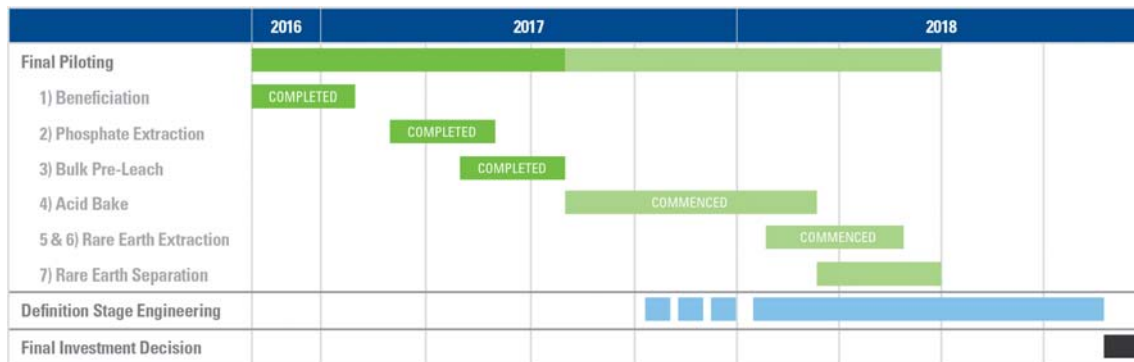 2016 2017 2018
Final Piloting
1) Beneficiation COMPLETED
2) Phosphate Extraction COMPLETED
3) Bulk Pre-Leach COMPLETED
4) Acid Bake COMMENCED
5 & 6) Rare Earth Extraction COMMENCED
7) Rare Earth Separation
Definition Stage Engineering
Final Investment Decision